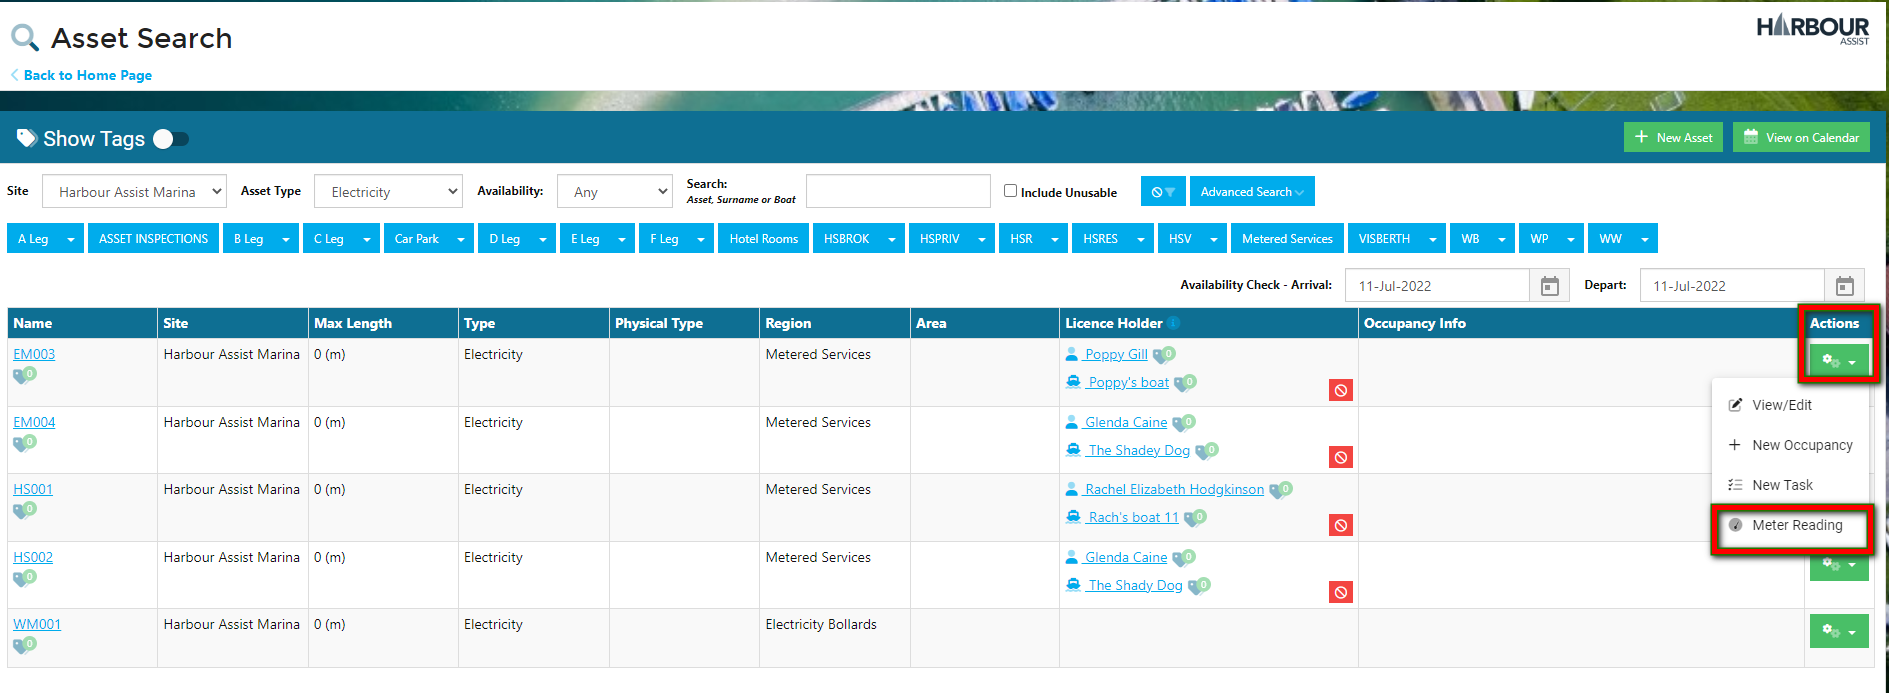 Asset Search
HARBOUR
ASSIST
Back to Home Page
Show Tags
New Asset
View on Calendar
Site
Harbour Assist Marina
Asset Type
Electricity
Availability:
Any
Search:
Asset, Surname or Boat
Include Unusable
Advanced Search
A Leg
ASSET INSPECTIONS
B Leg
C Leg
Car Park
D Leg
E Leg
F Leg
Hotel Rooms
HSBROK
HSPRIV
HSR
HSRES
HSV
Metered Services
VISBERTH
WB
WP
WW
Availability Check - Arrival:
11-Jul-2022
Depart:
11-Jul-2022
Name Site Max Length Type Physical Type Region Area Licence Holder Occupancy Info Actions
EM003 Harbour Assist Marina 0 (m) Electricity Metered Services Poppy Gill 0
0 Poppy's boat 0
View/Edit
EM004 Harbour Assist Marina 0 (m) Electricity Metered Services Glenda Caine 0
0 The Shadey Dog 0
New Occupancy
New Task
HS001 Harbour Assist Marina 0 (m) Electricity Metered Services Rachel Elizabeth Hodgkinson 0
0 Rach's boat 11 0
Meter Reading
HS002 Harbour Assist Marina 0 (m) Electricity Metered Services Glenda Caine 0
0 The Shady Dog 0
WM001 Harbour Assist Marina 0 (m) Electricity Electricity Bollards
0